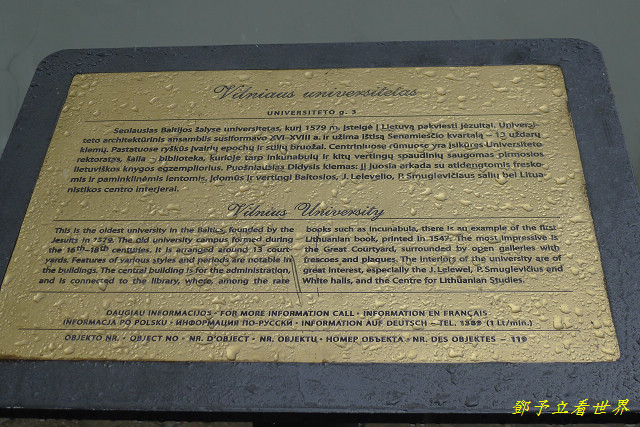 Vilniaus universitetas
UNIVERSITETO g. 3
Seniausias Baltijos šalyse universitetas, kurį 1579 m. įsteigė į Lietuvą pakviesti jėzuitai. Universi-
teto architektūrinis ansamblis susiformavo XVI–XVIII a. ir užima ištisą Senamiesčio kvartalą – 13 uždarų
kiemų. Pastatuose ryškūs įvairių epochų ir stilių bruožai. Centriniuose rūmuose yra įsikūręs Universiteto
rektoratas, šalia – biblioteka, kurioje tarp inkunabulų ir kitų vertingų spaudinių saugomas pirmosios
lietuviškos knygos egzempliorius. Puošniausias Didysis kiemas: jį juosia arkada su atidengtomis fresko-
mis ir paminklinėmis lentomis. Įdomūs ir vertingi Baltosios, J. Lelevelio, P. Smuglevičiaus salių bei Litua-
nistikos centro interjerai.
Vilnius University
This is the oldest university in the Baltics, founded by the
Jesuits in 1579. The old university campus formed during
the 16th–18th centuries. It is arranged around 13 court-
yards. Features of various styles and periods are notable in
the buildings. The central building is for the administration,
and is connected to the library, where, among the rare
books such as incunabula, there is an example of the first
Lithuanian book, printed in 1547. The most impressive is
the Great Courtyard, surrounded by open galleries with
frescoes and plaques. The interiors of the university are of
great interest, especially the J. Lelewel, P. Smuglevicius and
White halls, and the Centre for Lithuanian Studies.
DAUGIAU INFORMACIJOS • FOR MORE INFORMATION CALL • INFORMATION EN FRANÇAIS
INFORMACJA PO POLSKU • ИНФОРМАЦИЯ ПО-РУССКИ • INFORMATION AUF DEUTSCH – TEL. 1389 (1 Lt/min.)
OBJEKTO NR. • OBJECT NO • NR. D'OBJECT • NR. OBJEKTU • НОМЕР ОБЪЕКТА • NR. DES OBJEKTES – 119
鄧予立看世界